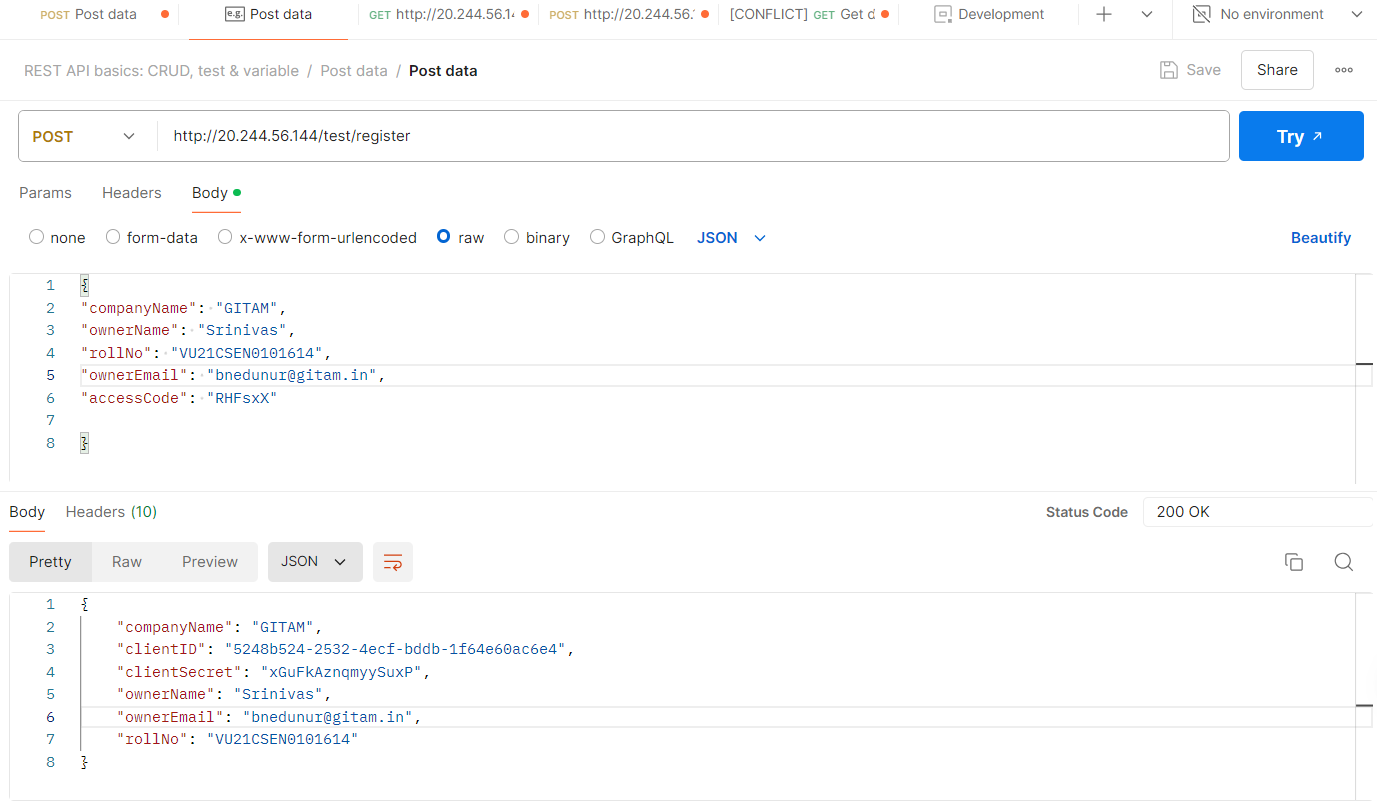 POST Post data
e.g. Post data
GET http://20.244.56.14
POST http://20.244.56.
[CONFLICT] GET Get d
Development
No environment
REST API basics: CRUD, test & variable / Post data / Post data
Save
Share
POST
http://20.244.56.144/test/register
Try
Params Headers Body
none form-data x-www-form-urlencoded raw binary GraphQL JSON Beautify
1 {
2 "companyName": "GITAM",
3 "ownerName": "Srinivas",
4 "rollNo": "VU21CSEN0101614",
5 "ownerEmail": "bnedunur@gitam.in",
6 "accessCode": "RHFsxX"
7
8 }
Body Headers (10) Status Code 200 OK
Pretty Raw Preview JSON
1 {
2 "companyName": "GITAM",
3 "clientID": "5248b524-2532-4ecf-bddb-1f64e60ac6e4",
4 "clientSecret": "xGuFkAznqmyySuxP",
5 "ownerName": "Srinivas",
6 "ownerEmail": "bnedunur@gitam.in",
7 "rollNo": "VU21CSEN0101614"
8 }